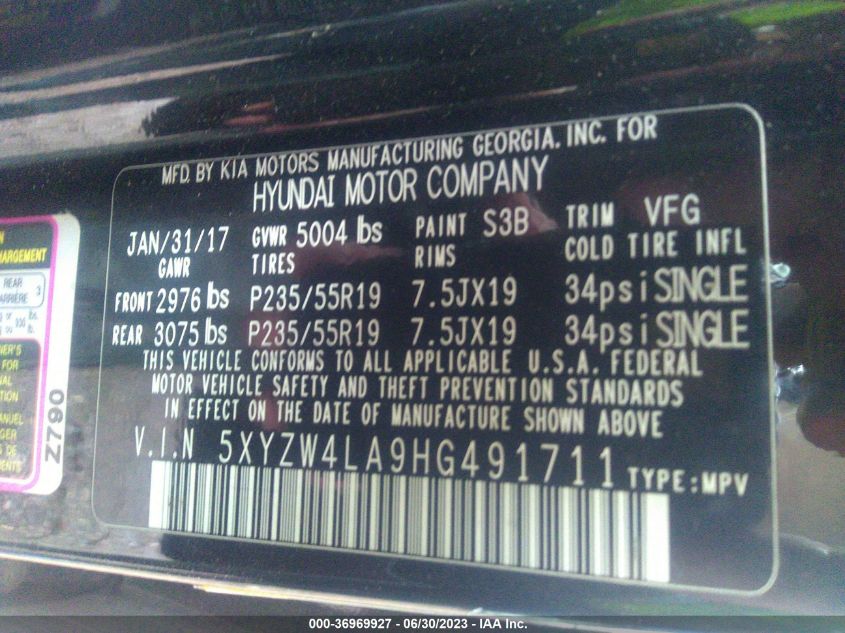 MFD. BY KIA MOTORS MANUFACTURING GEORGIA. INC. FOR
HYUNDAI MOTOR COMPANY
JAN/31/17 GVWR 5004 lbs PAINT S3B TRIM VFG
GAWR TIRES RIMS COLD TIRE INFL
FRONT 2976 lbs P235/55R19 7.5JX19 34psi SINGLE
REAR 3075 lbs P235/55R19 7.5JX19 34psi SINGLE
THIS VEHICLE CONFORMS TO ALL APPLICABLE U.S.A. FEDERAL
MOTOR VEHICLE SAFETY AND THEFT PREVENTION STANDARDS
IN EFFECT ON THE DATE OF MANUFACTURE SHOWN ABOVE
V.I.N 5XYZW4LA9HG491711 TYPE:MPV
REAR
3
FOR
Z790
000-36969927 - 06/30/2023 - IAA Inc.